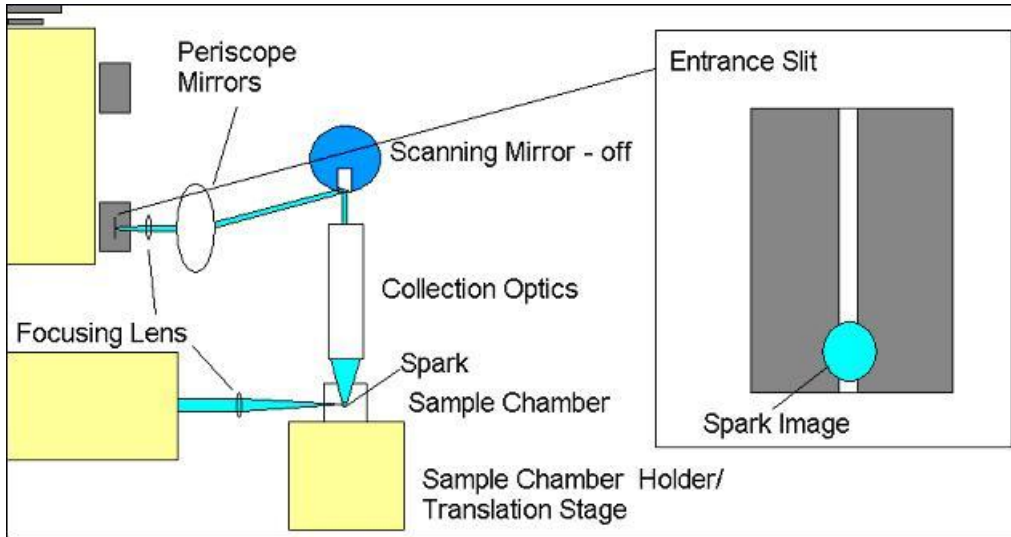 Periscope
Mirrors
Entrance Slit
Scanning Mirror - off
Collection Optics
Focusing Lens
Spark
Sample Chamber
Spark Image
Sample Chamber Holder/
Translation Stage